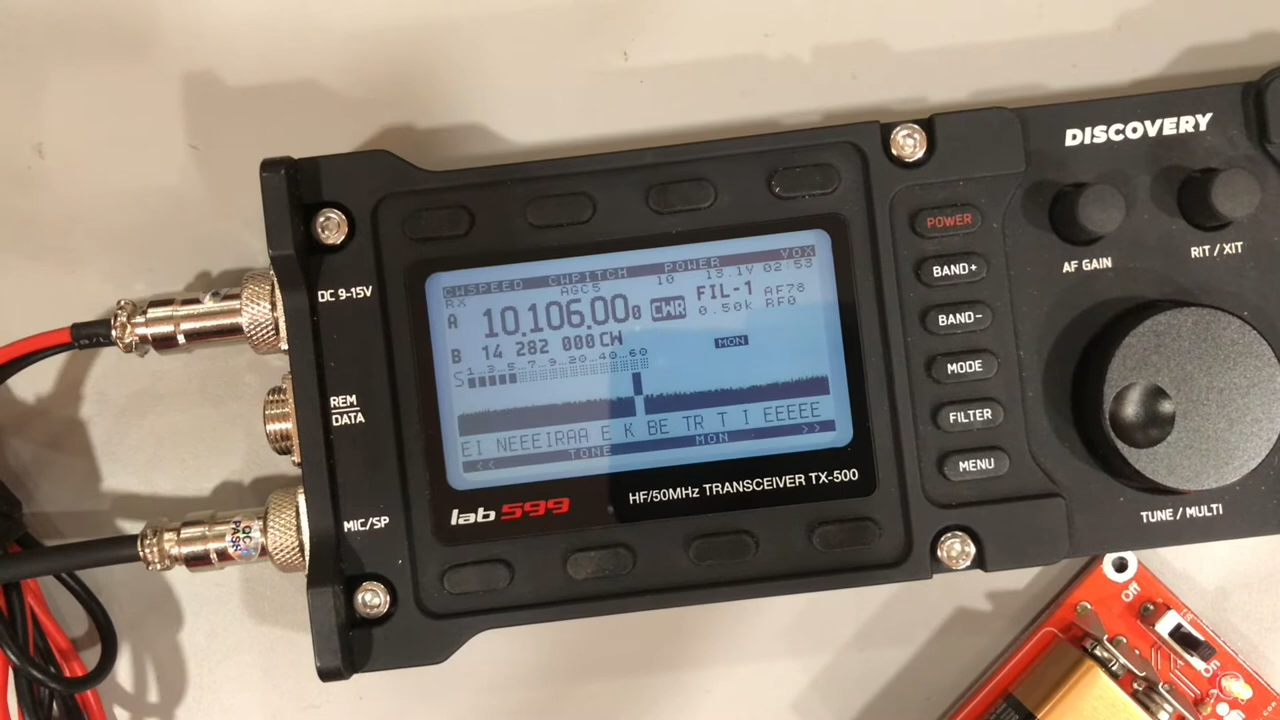 DISCOVERY
POWER
BAND+
BAND-
MODE
FILTER
MENU
AF GAIN
RIT / XIT
TUNE / MULTI
DC 9-15V
REM
DATA
MIC/SP
CWSPEED CWPITCH POWER VOX
RX AGC5 10 13.1V 02:53
A 10.106.000 CWR FIL-1 AF78
0.50k RF0
B 14 282 000 CW
MON
S 1...3...5...7...9...20...40...60
EI NEEEIRAA E K BE TR T I EEEEE
<< TONE MON >>
lab599
HF/50MHz TRANSCEIVER TX-500
QC
PASS
Off